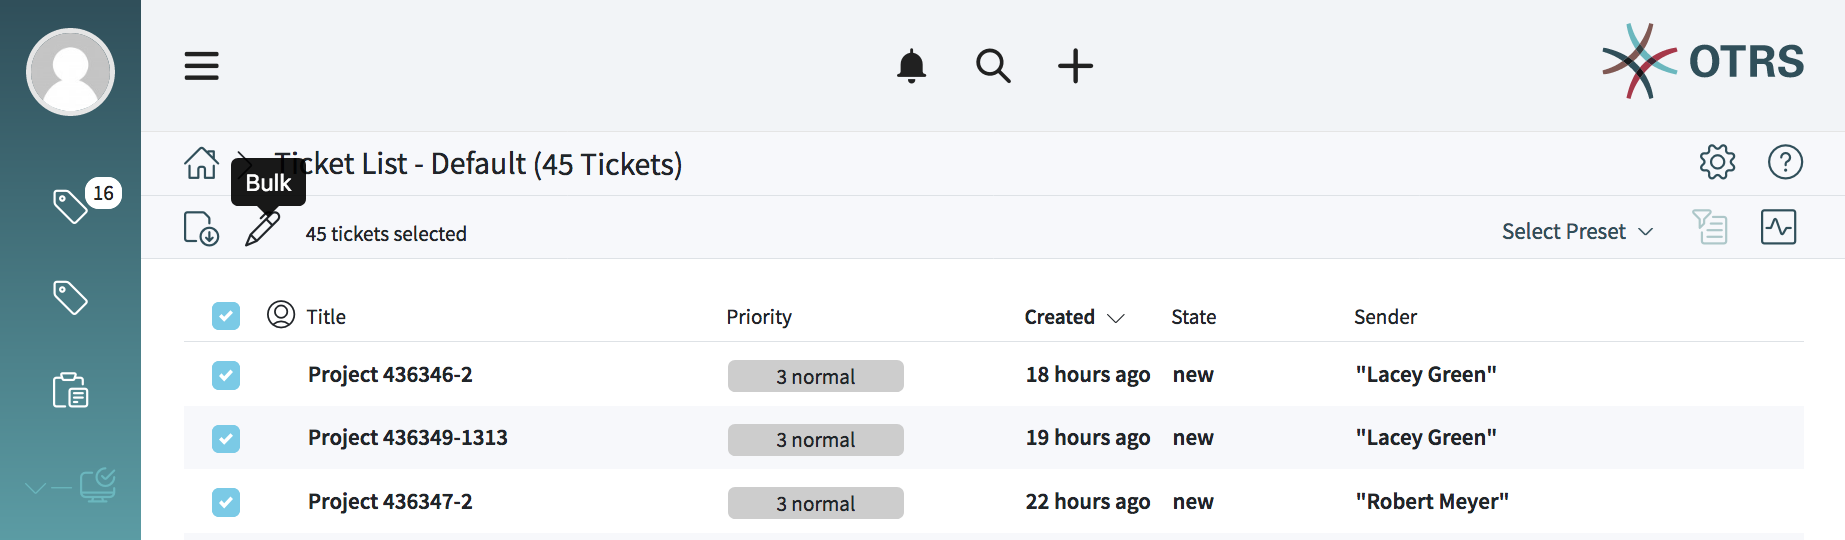 OTRS
Ticket List - Default (45 Tickets)
Bulk
16
45 tickets selected
Select Preset
Title Priority Created State Sender
Project 436346-2 3 normal 18 hours ago new "Lacey Green"
Project 436349-1313 3 normal 19 hours ago new "Lacey Green"
Project 436347-2 3 normal 22 hours ago new "Robert Meyer"